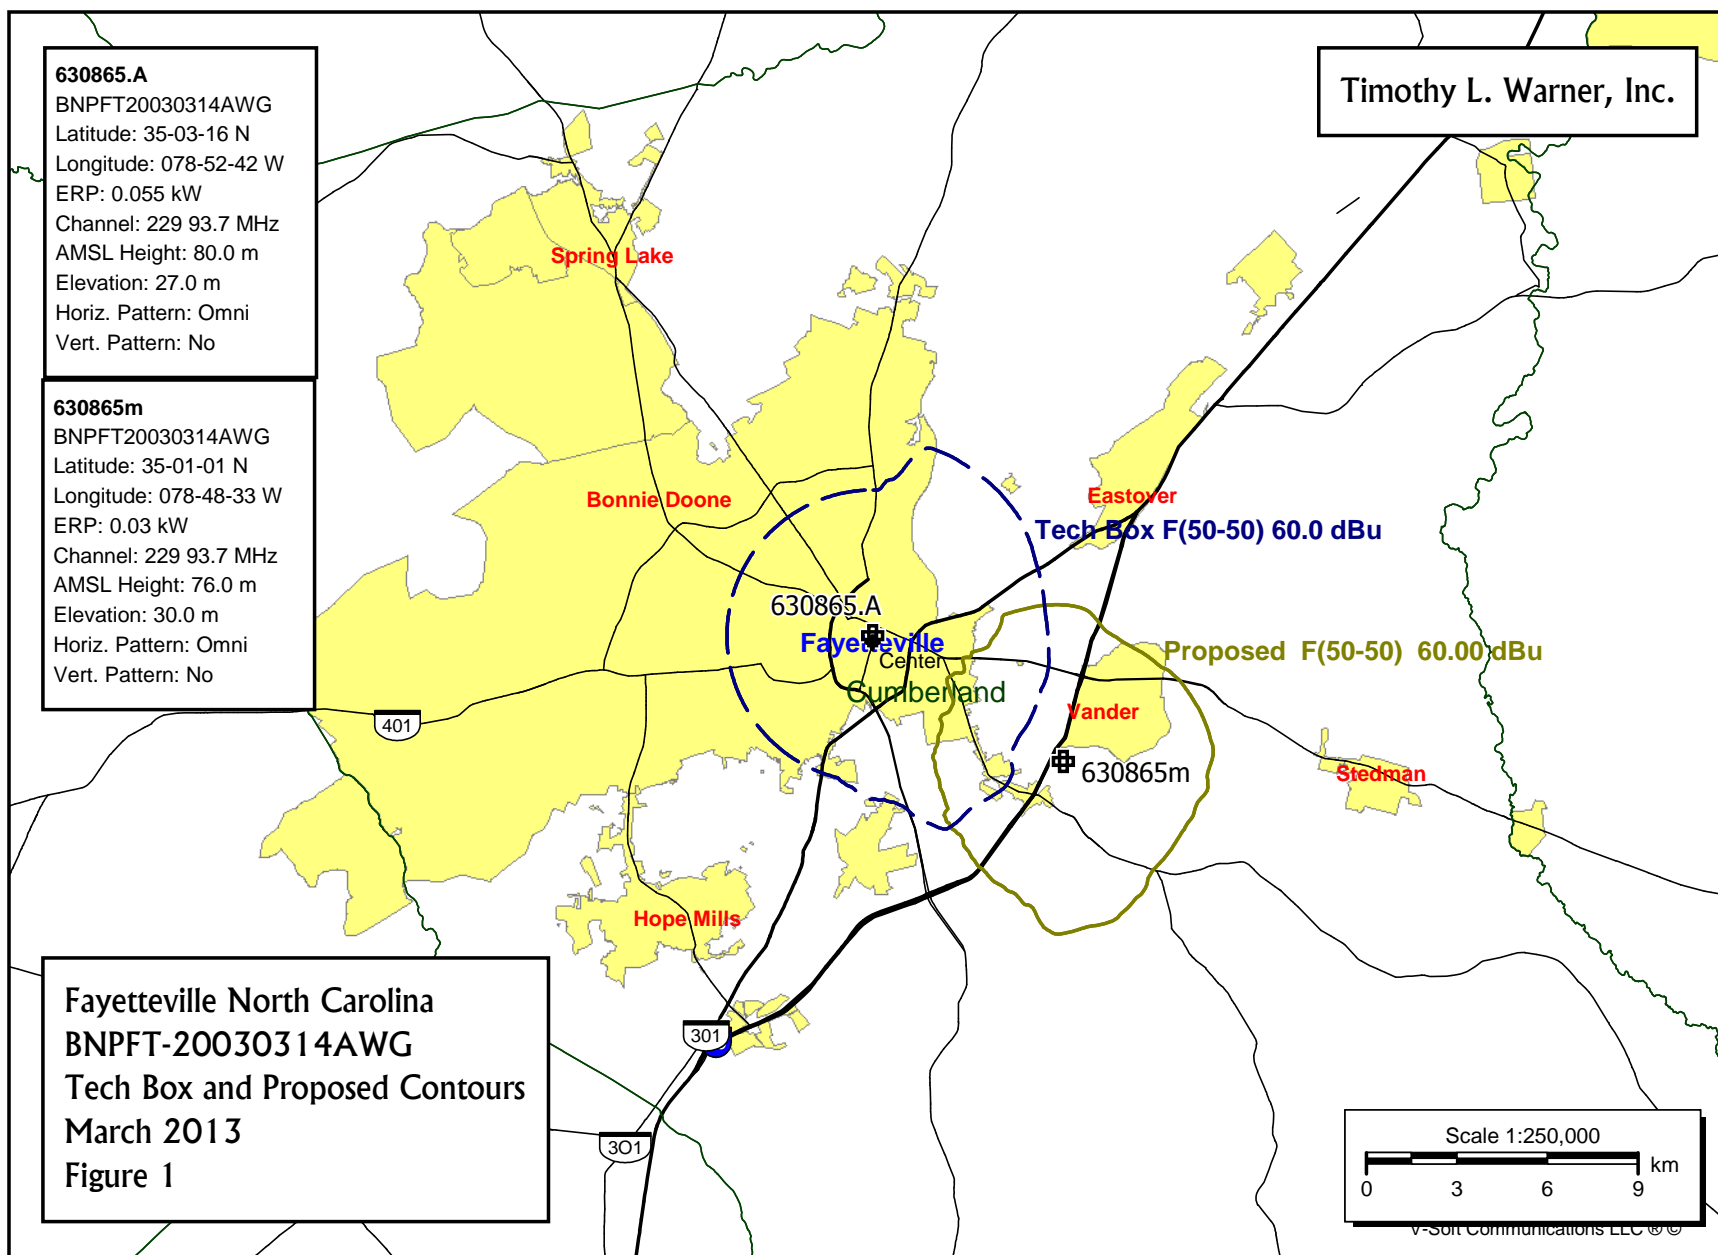 630865.A
BNPFT20030314AWG
Latitude: 35-03-16 N
Longitude: 078-52-42 W
ERP: 0.055 kW
Channel: 229 93.7 MHz
AMSL Height: 80.0 m
Elevation: 27.0 m
Horiz. Pattern: Omni
Vert. Pattern: No
630865m
BNPFT20030314AWG
Latitude: 35-01-01 N
Longitude: 078-48-33 W
ERP: 0.03 kW
Channel: 229 93.7 MHz
AMSL Height: 76.0 m
Elevation: 30.0 m
Horiz. Pattern: Omni
Vert. Pattern: No
Timothy L. Warner, Inc.
Spring Lake
Bonnie Doone
Eastover
Tech Box F(50-50) 60.0 dBu
630865.A
Fayetteville
Center
Cumberland
Proposed F(50-50) 60.00 dBu
Vander
630865m
Stedman
401
Hope Mills
301
301
Fayetteville North Carolina
BNPFT-20030314AWG
Tech Box and Proposed Contours
March 2013
Figure 1
Scale 1:250,000
km
0 3 6 9
V-Soft Communications LLC ® ©